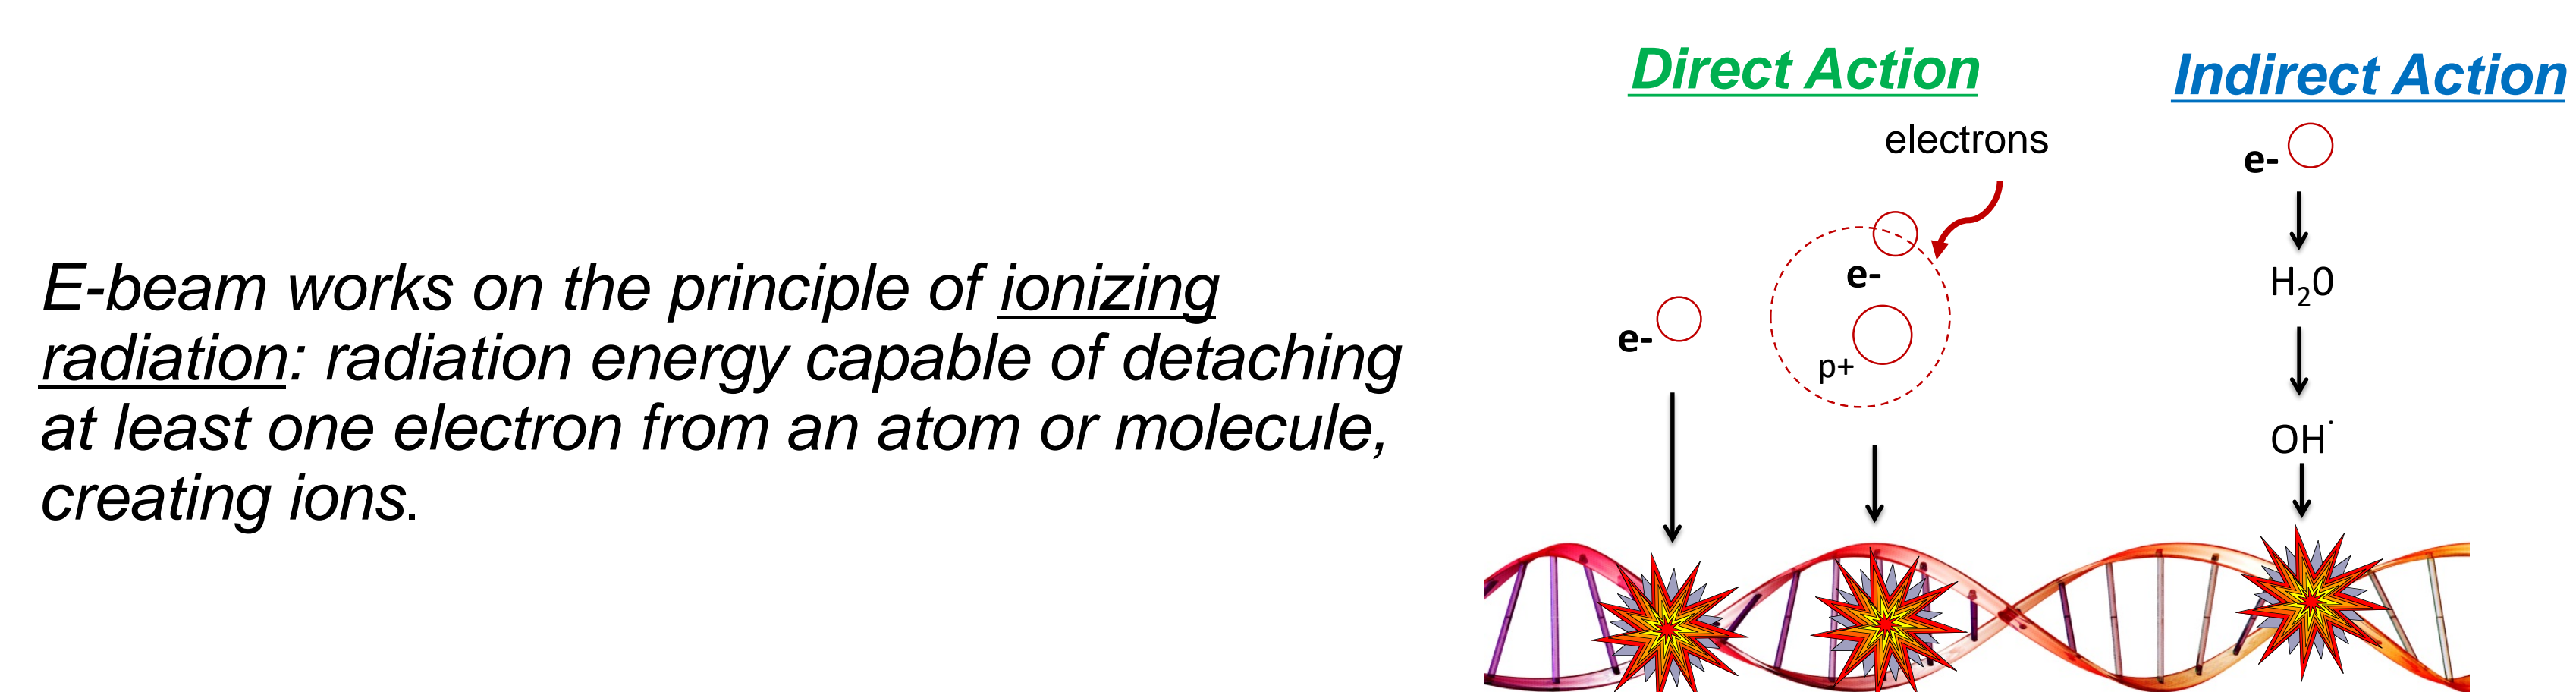 E-beam works on the principle of ionizing
radiation: radiation energy capable of detaching
at least one electron from an atom or molecule,
creating ions.
Direct Action
electrons
e-
e-
p+
Indirect Action
e-
H₂0
OH˙